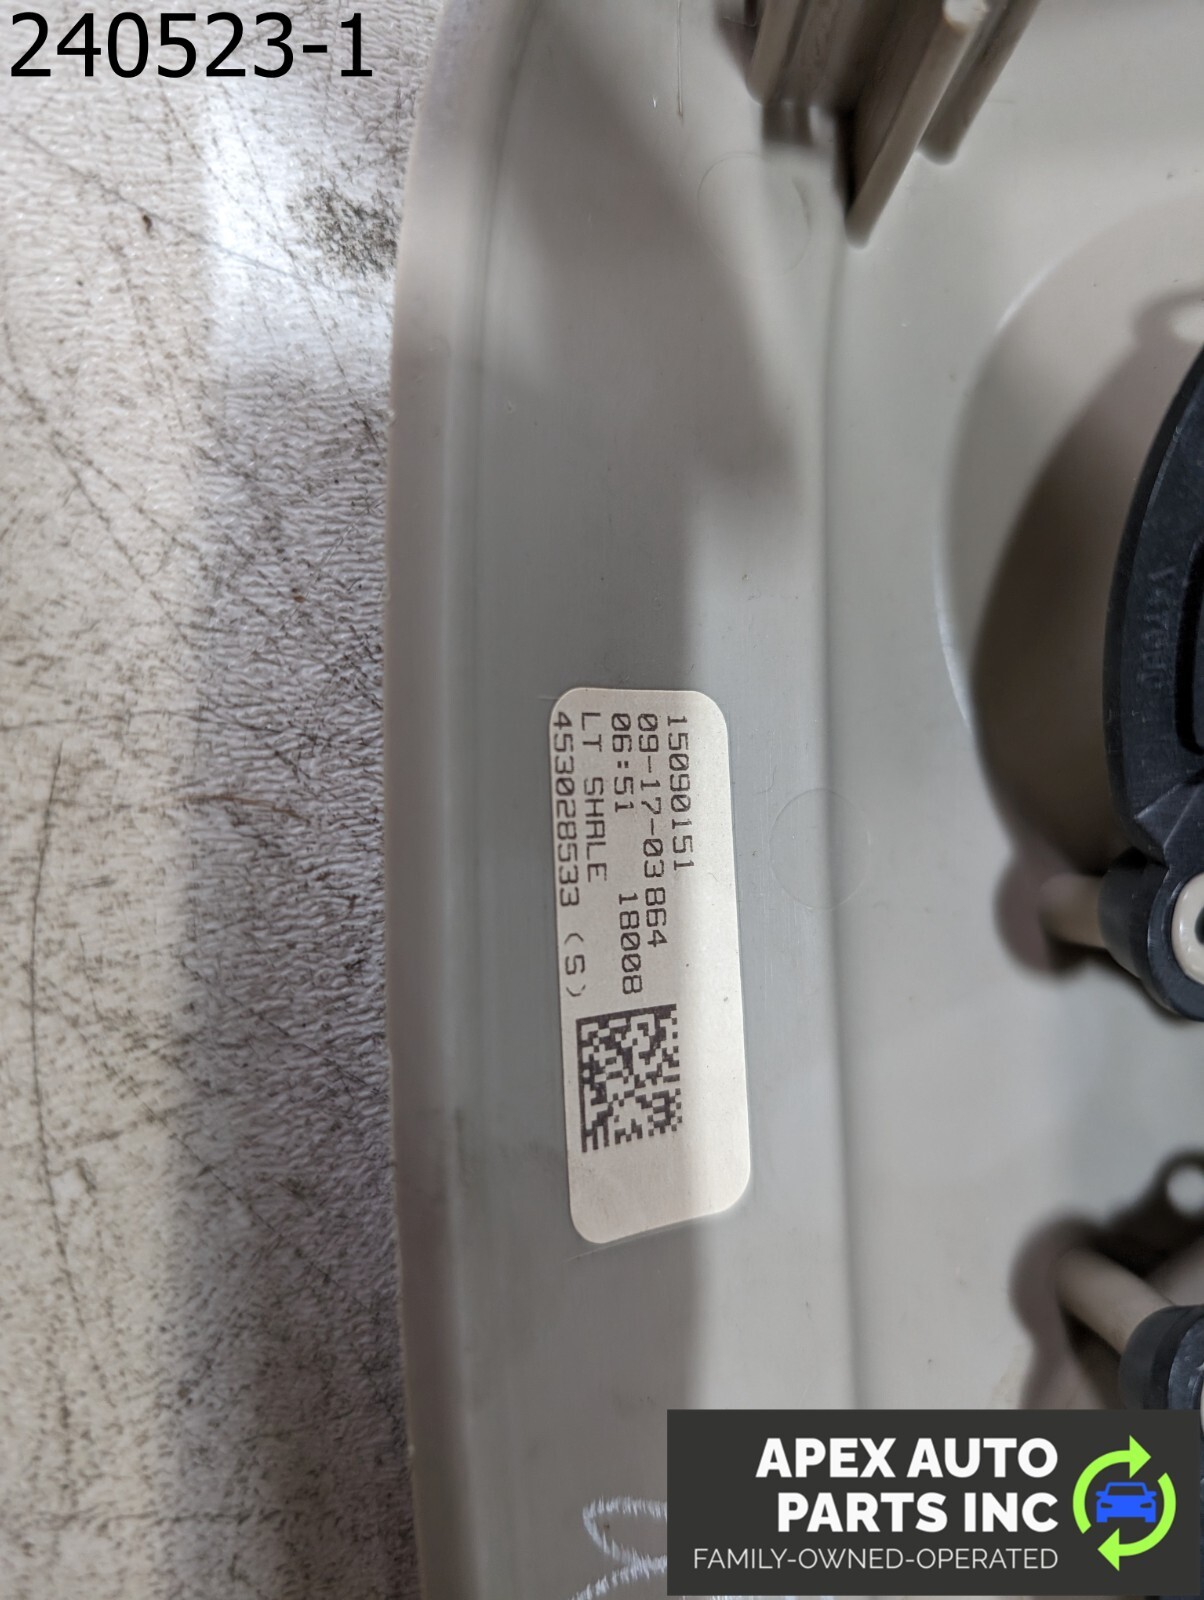 240523-1
15090151
09-17-03 864
06:51 18008
LT SHALE
453028533 (S)
APEX AUTO
PARTS INC
FAMILY-OWNED-OPERATED